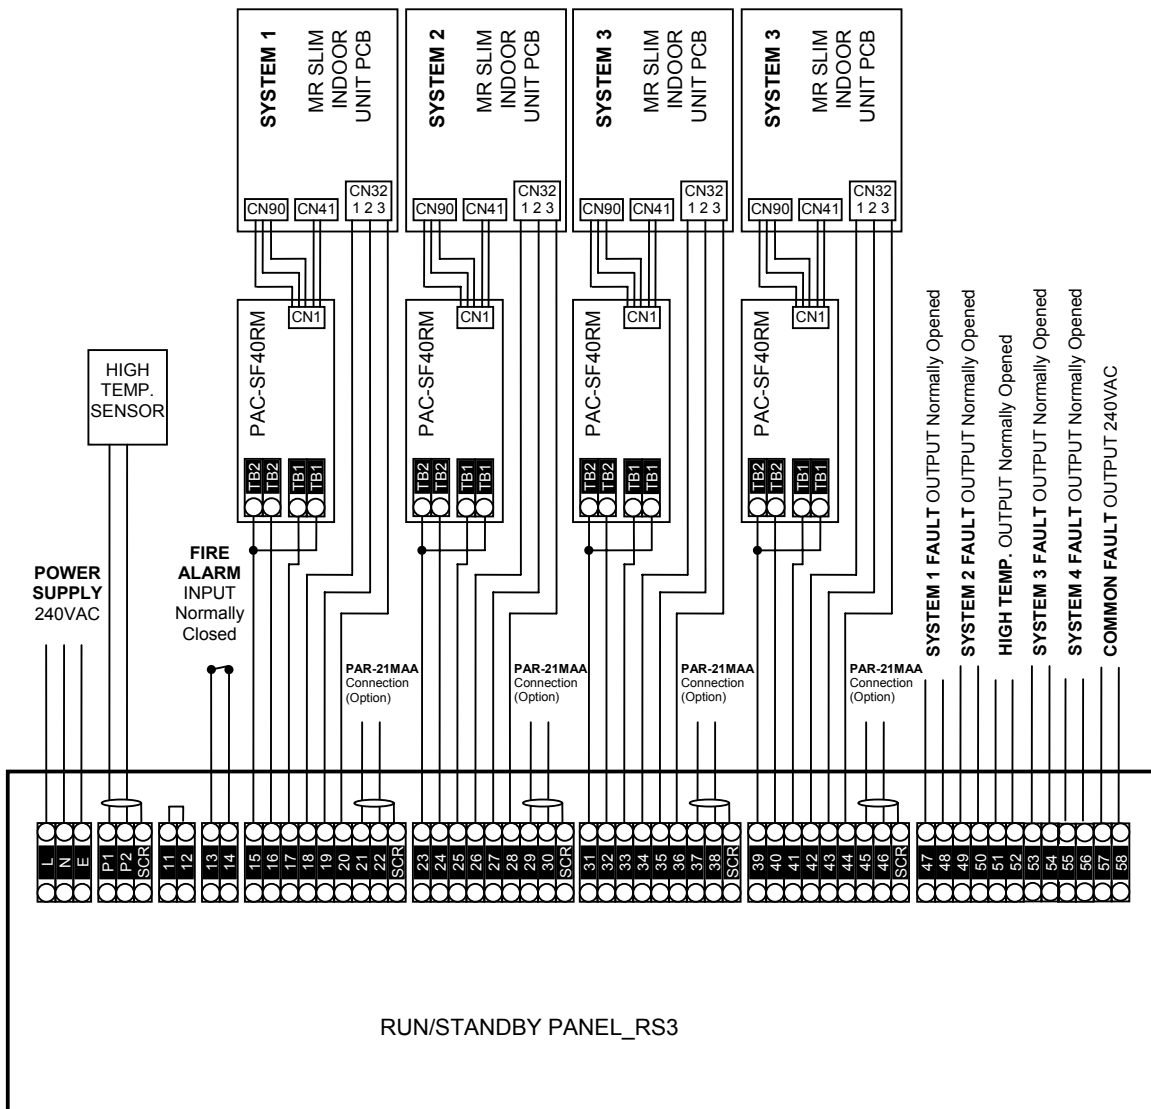 SYSTEM 1
MR SLIM
INDOOR
UNIT PCB
CN90
CN41
CN32
1 2 3
SYSTEM 2
MR SLIM
INDOOR
UNIT PCB
CN90
CN41
CN32
1 2 3
SYSTEM 3
MR SLIM
INDOOR
UNIT PCB
CN90
CN41
CN32
1 2 3
SYSTEM 3
MR SLIM
INDOOR
UNIT PCB
CN90
CN41
CN32
1 2 3
HIGH
TEMP.
SENSOR
PAC-SF40RM
CN1
TB2
TB2
TB1
TB1
PAC-SF40RM
CN1
TB2
TB2
TB1
TB1
PAC-SF40RM
CN1
TB2
TB2
TB1
TB1
PAC-SF40RM
CN1
TB2
TB2
TB1
TB1
POWER
SUPPLY
240VAC
FIRE
ALARM
INPUT
Normally
Closed
PAR-21MAA
Connection
(Option)
PAR-21MAA
Connection
(Option)
PAR-21MAA
Connection
(Option)
PAR-21MAA
Connection
(Option)
SYSTEM 1 FAULT OUTPUT Normally Opened
SYSTEM 2 FAULT OUTPUT Normally Opened
HIGH TEMP. OUTPUT Normally Opened
SYSTEM 3 FAULT OUTPUT Normally Opened
SYSTEM 4 FAULT OUTPUT Normally Opened
COMMON FAULT OUTPUT 240VAC
L
N
E
P1
P2
SCR
11
12
13
14
15
16
17
18
19
20
21
22
SCR
23
24
25
26
27
28
29
30
SCR
31
32
33
34
35
36
37
38
SCR
39
40
41
42
43
44
45
46
SCR
47
48
49
50
51
52
53
54
55
56
57
58
RUN/STANDBY PANEL_RS3